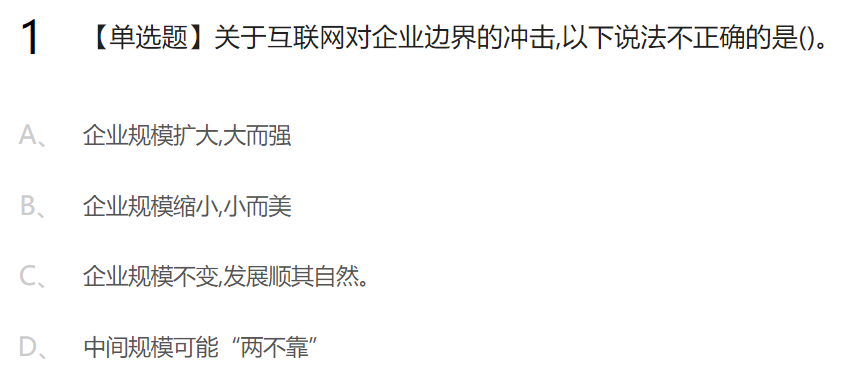 1 【单选题】关于互联网对企业边界的冲击,以下说法不正确的是()。
A、 企业规模扩大,大而强
B、 企业规模缩小,小而美
C、 企业规模不变,发展顺其自然。
D、 中间规模可能“两不靠”